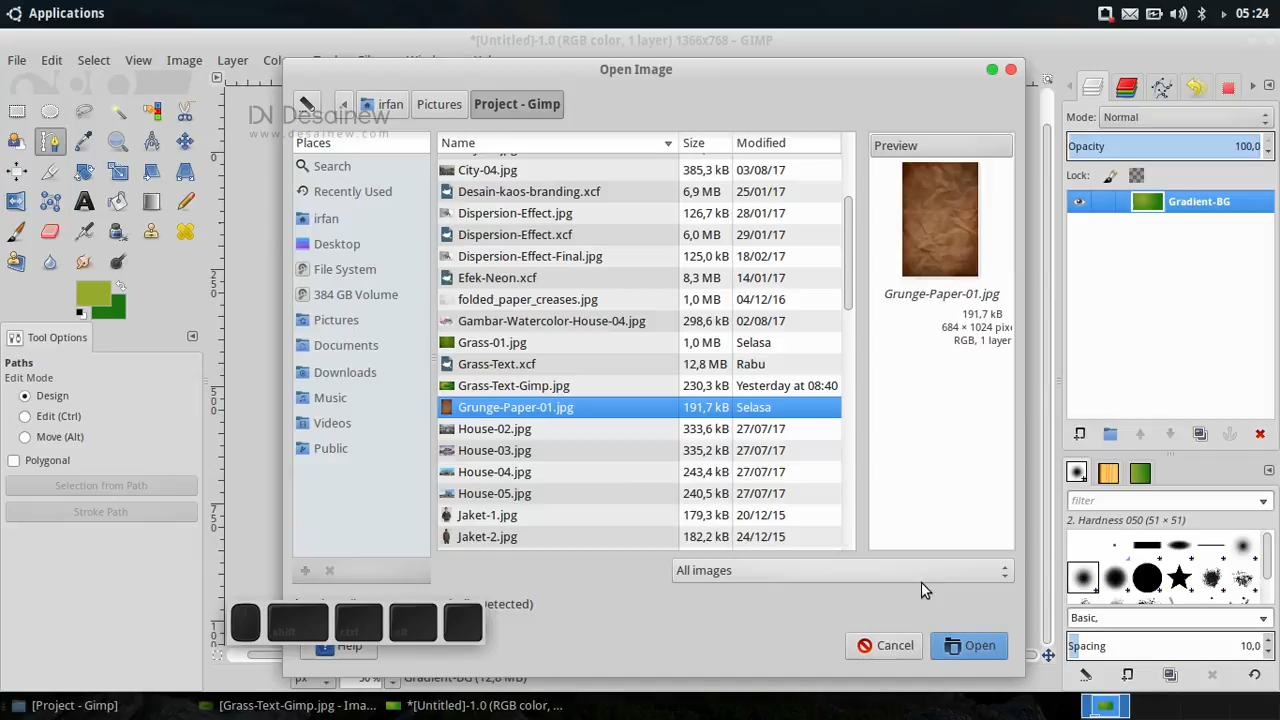 Applications
05:24
*[Untitled]-1.0 (RGB color, 1 layer) 1366x768 – GIMP
File Edit Select View Image Layer
Open Image
irfan Pictures Project - Gimp
DN Desainew
www.desainew.com
Places
Search
Recently Used
irfan
Desktop
File System
384 GB Volume
Pictures
Documents
Downloads
Music
Videos
Public
Name Size Modified
City-04.jpg 385,3 kB 03/08/17
Desain-kaos-branding.xcf 6,9 MB 25/01/17
Dispersion-Effect.jpg 126,7 kB 28/01/17
Dispersion-Effect.xcf 6,0 MB 29/01/17
Dispersion-Effect-Final.jpg 125,0 kB 18/02/17
Efek-Neon.xcf 8,3 MB 14/01/17
folded_paper_creases.jpg 1,0 MB 04/12/16
Gambar-Watercolor-House-04.jpg 298,6 kB 02/08/17
Grass-01.jpg 1,0 MB Selasa
Grass-Text.xcf 12,8 MB Rabu
Grass-Text-Gimp.jpg 230,3 kB Yesterday at 08:40
Grunge-Paper-01.jpg 191,7 kB Selasa
House-02.jpg 333,6 kB 27/07/17
House-03.jpg 335,2 kB 27/07/17
House-04.jpg 243,4 kB 27/07/17
House-05.jpg 240,5 kB 27/07/17
Jaket-1.jpg 179,3 kB 20/12/15
Jaket-2.jpg 182,2 kB 24/12/15
Preview
Grunge-Paper-01.jpg
191,7 kB
684 × 1024
RGB, 1 layer
All images
shift ctrl alt
Help
Cancel
Open
Tool Options
Paths
Edit Mode
Design
Edit (Ctrl)
Move (Alt)
Polygonal
Selection from Path
Stroke Path
px
Gradient-BG (12,8 MB)
Mode: Normal
Opacity 100,0
Lock:
Gradient-BG
filter
2. Hardness 050 (51 × 51)
Basic,
Spacing 10,0
[Project - Gimp]
[Grass-Text-Gimp.jpg - Ima...
*[Untitled]-1.0 (RGB color, ...